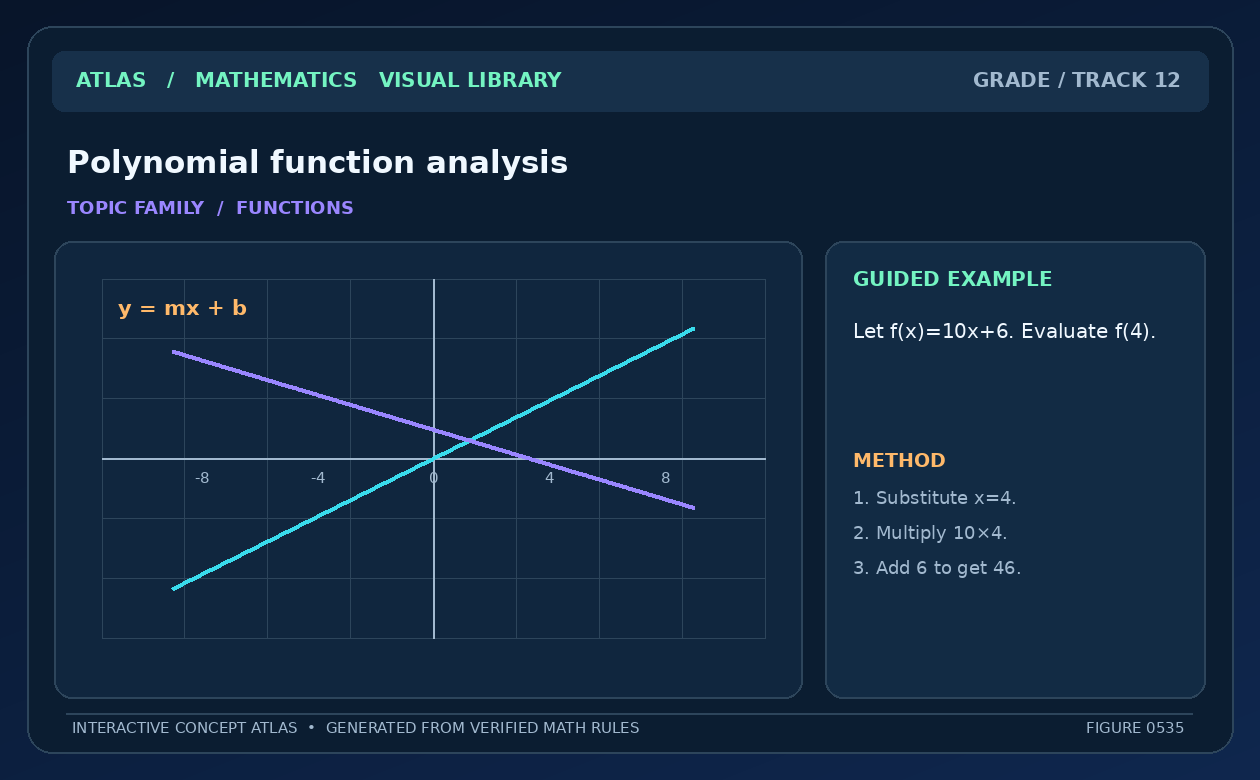 ATLAS / MATHEMATICS VISUAL LIBRARY
GRADE / TRACK 12
Polynomial function analysis
TOPIC FAMILY / FUNCTIONS
y = mx + b
-8 -4 0 4 8
GUIDED EXAMPLE
Let f(x)=10x+6. Evaluate f(4).
METHOD
1. Substitute x=4.
2. Multiply 10×4.
3. Add 6 to get 46.
INTERACTIVE CONCEPT ATLAS • GENERATED FROM VERIFIED MATH RULES
FIGURE 0535